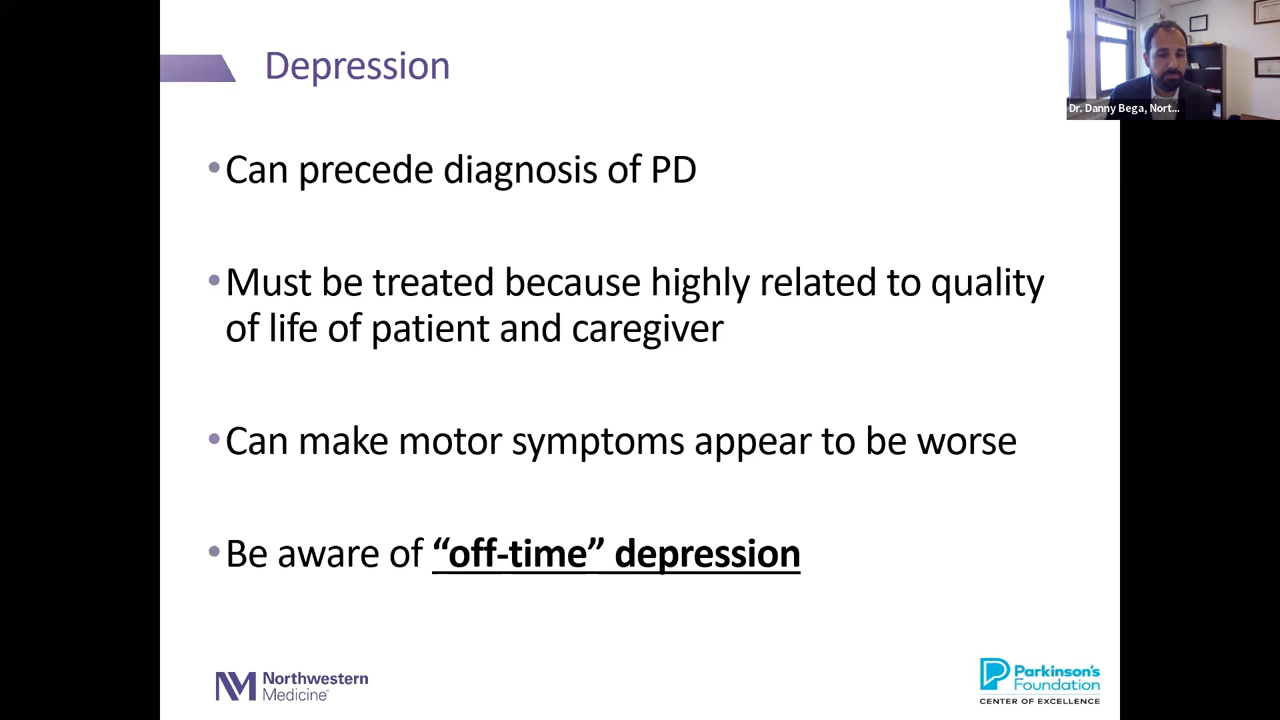 Depression
Dr. Danny Bega, Nort...
•Can precede diagnosis of PD
•Must be treated because highly related to quality
of life of patient and caregiver
•Can make motor symptoms appear to be worse
•Be aware of “off-time” depression
Northwestern
Medicine®
Parkinson's
Foundation
CENTER OF EXCELLENCE